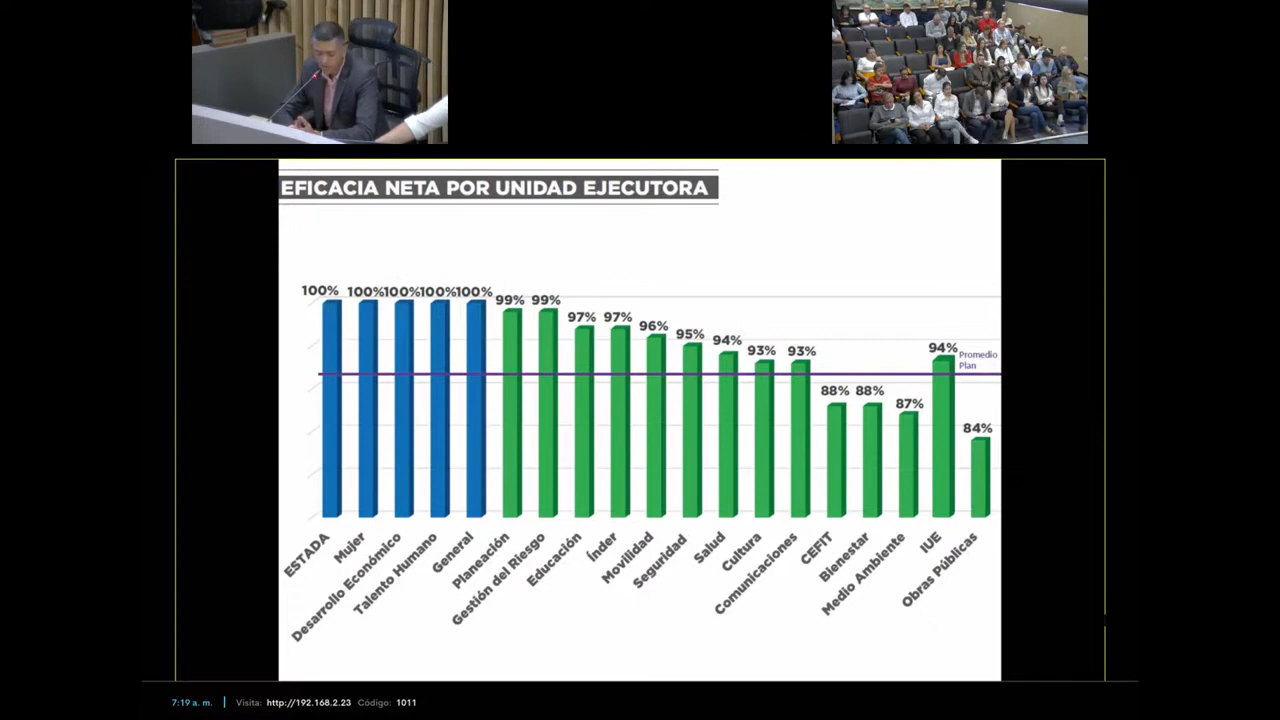 EFICACIA NETA POR UNIDAD EJECUTORA
100% 100%100%100%100% 99% 99% 97% 97% 96% 95% 94% 93% 93% 88% 88% 87% 94% 84%
Promedio
Plan
ESTADA
Mujer
Desarrollo Económico
Talento Humano
General
Planeación
Gestión del Riesgo
Educación
Índer
Movilidad
Seguridad
Salud
Cultura
Comunicaciones
CEFIT
Bienestar
Medio Ambiente
IUE
Obras Públicas
7:19 a. m. | Visita: http://192.168.2.23 Código: 1011